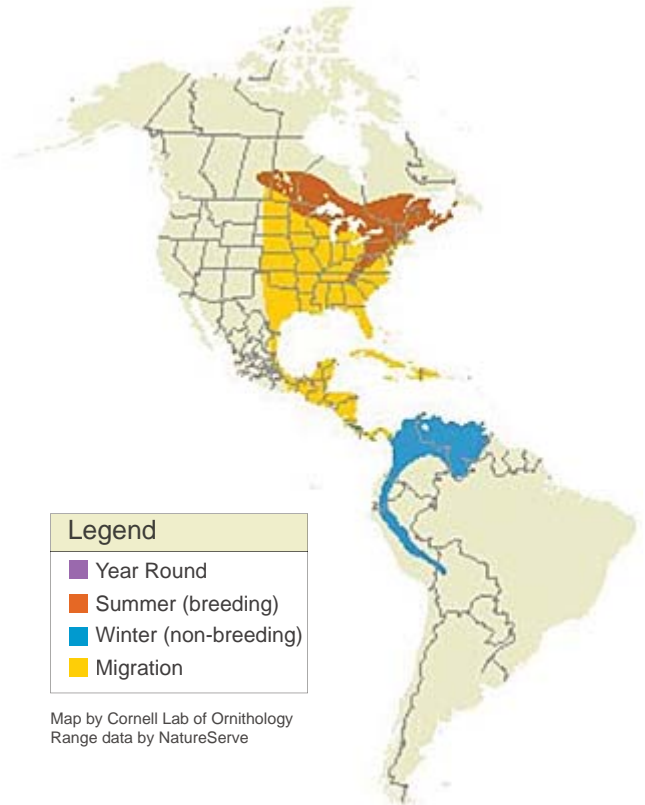 Legend
Year Round
Summer (breeding)
Winter (non-breeding)
Migration
Map by Cornell Lab of Ornithology
Range data by NatureServe